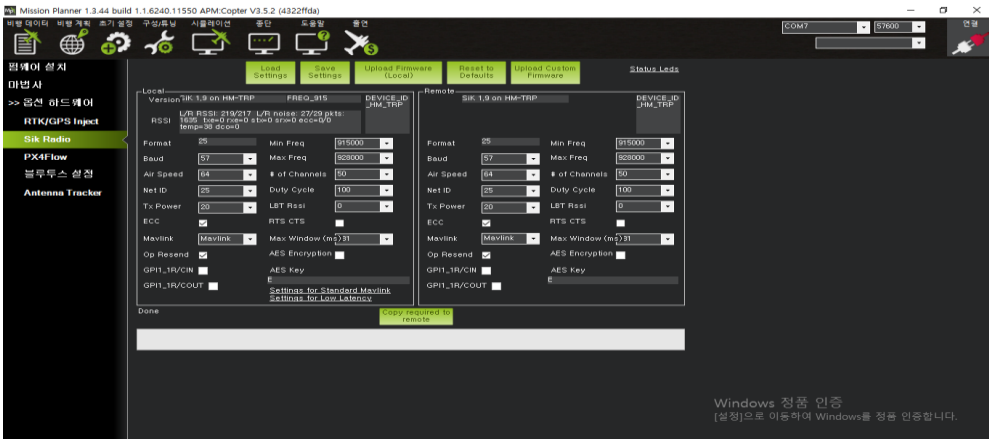 Mission Planner 1.3.44 build 1.1.6240.11550 APM:Copter V3.5.2 (4322ffda)
비행 데이터 비행 계획 초기 설정 구성/튜닝 시뮬레이션 종단 도움말 출연
COM7 57600 연결
펌웨어 설치
마법사
>> 옵션 하드웨어
RTK/GPS Inject
Sik Radio
PX4Flow
블루투스 설정
Antenna Tracker
Load Settings Save Settings Upload Firmware (Local) Reset to Defaults Upload Custom Firmware Status Leds
Local
Version SiK 1,9 on HM-TRP FREQ_915 DEVICE_ID_HM_TRP
RSSI L/R RSSI: 219/217 L/R noise: 27/29 pkts:
1635 txe=0 rxe=0 stx=0 srx=0 ecc=0/0
temp=38 dco=0
Format 25 Min Freq 915000
Baud 57 Max Freq 928000
Air Speed 64 # of Channels 50
Net ID 25 Duty Cycle 100
Tx Power 20 LBT Rssi 0
ECC RTS CTS
Mavlink Mavlink Max Window (ms) 31
Op Resend AES Encryption
GPI1_1R/CIN AES Key
E
GPI1_1R/COUT Settings for Standard Mavlink
Settings for Low Latency
Remote
SiK 1,9 on HM-TRP DEVICE_ID_HM_TRP
Format 25 Min Freq 915000
Baud 57 Max Freq 928000
Air Speed 64 # of Channels 50
Net ID 25 Duty Cycle 100
Tx Power 20 LBT Rssi 0
ECC RTS CTS
Mavlink Mavlink Max Window (ms) 31
Op Resend AES Encryption
GPI1_1R/CIN AES Key
E
GPI1_1R/COUT
Done
Copy required to remote
Windows 정품 인증
[설정]으로 이동하여 Windows를 정품 인증합니다.